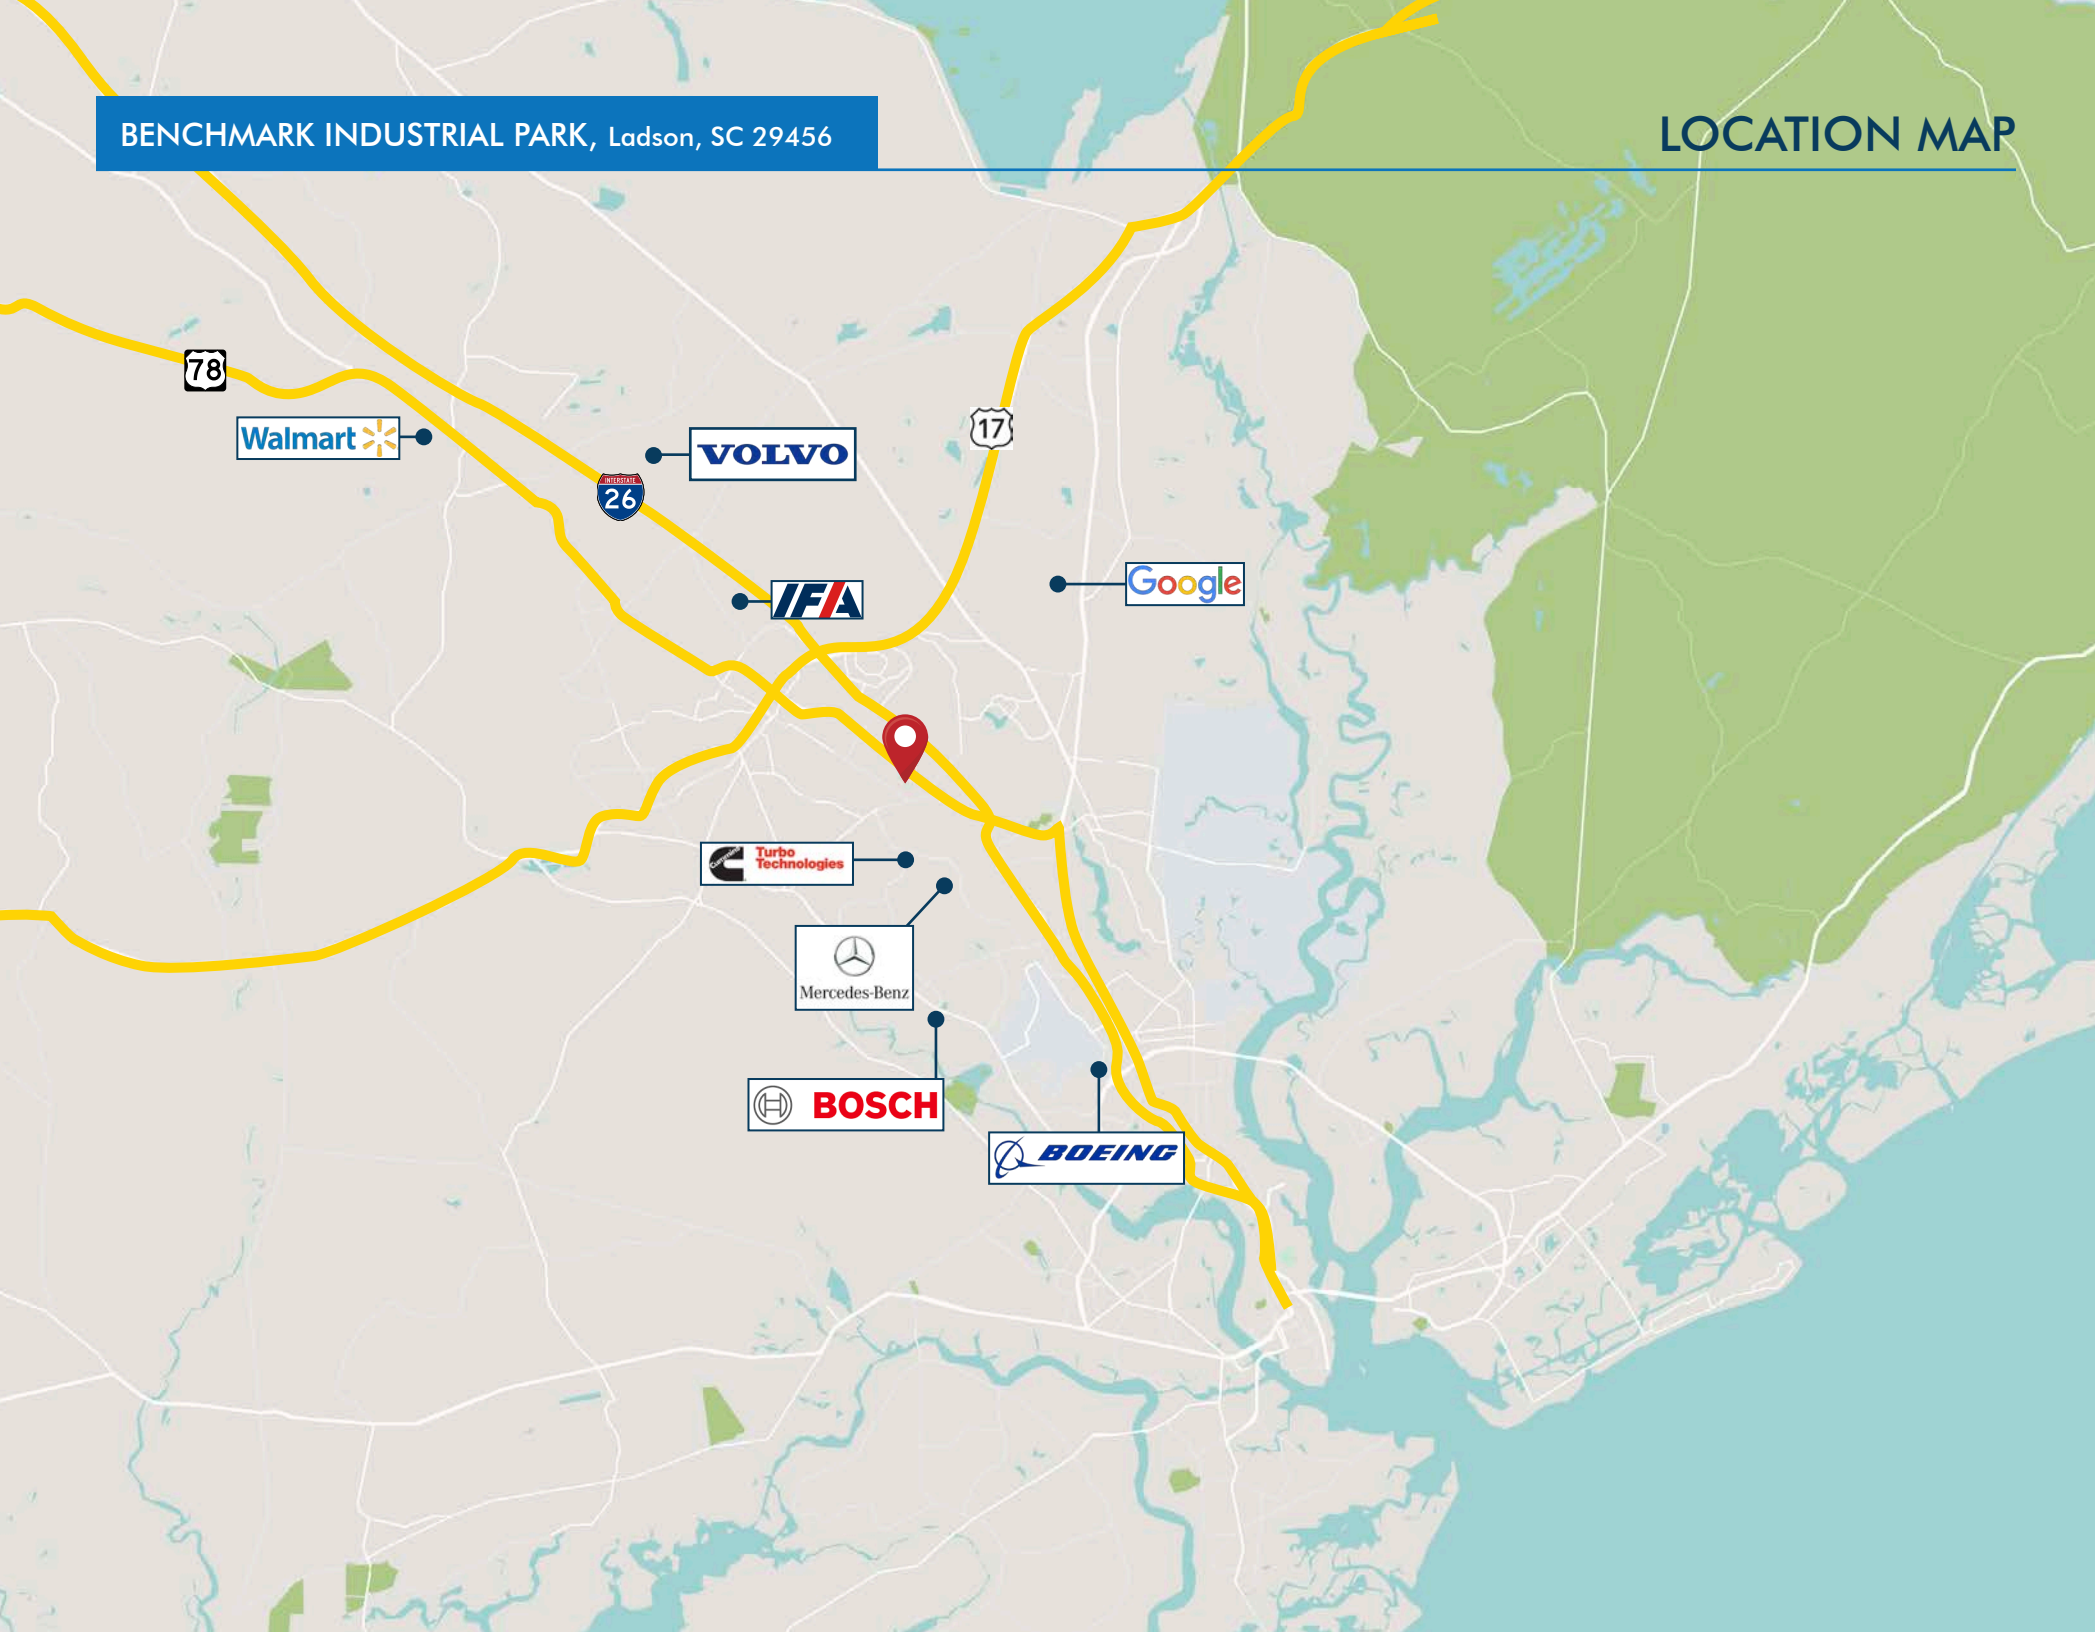 BENCHMARK INDUSTRIAL PARK, Ladson, SC 29456
LOCATION MAP
78
Walmart
VOLVO
17
INTERSTATE
26
IFA
Google
Cummins
Turbo
Technologies
Mercedes-Benz
BOSCH
BOEING